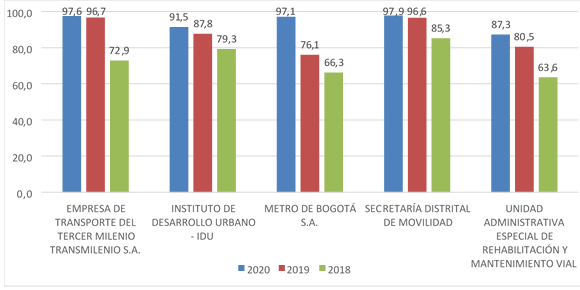 97,6 96,7 72,9 91,5 87,8 79,3 97,1 76,1 66,3 97,9 96,6 85,3 87,3 80,5 63,6
100,0
80,0
60,0
40,0
20,0
0,0
EMPRESA DE
TRANSPORTE DEL
TERCER MILENIO
TRANSMILENIO S.A.
INSTITUTO DE
DESARROLLO URBANO
- IDU
METRO DE BOGOTÁ
S.A.
SECRETARÍA DISTRITAL
DE MOVILIDAD
UNIDAD
ADMINISTRATIVA
ESPECIAL DE
REHABILITACIÓN Y
MANTENIMIENTO VIAL
2020 2019 2018